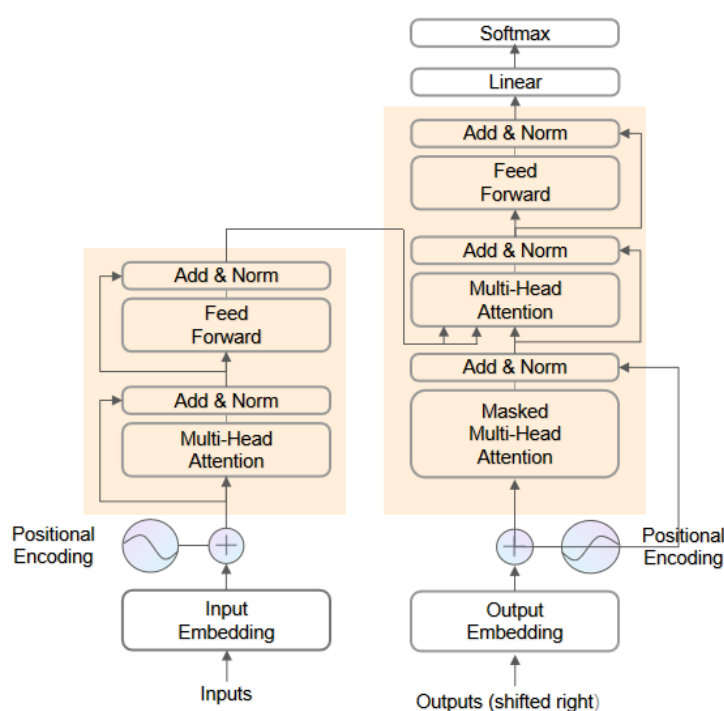 Softmax
Linear
Add & Norm
Feed
Forward
Add & Norm
Multi-Head
Attention
Add & Norm
Masked
Multi-Head
Attention
Positional
Encoding
Output
Embedding
Outputs (shifted right)
Add & Norm
Feed
Forward
Add & Norm
Multi-Head
Attention
Positional
Encoding
Input
Embedding
Inputs